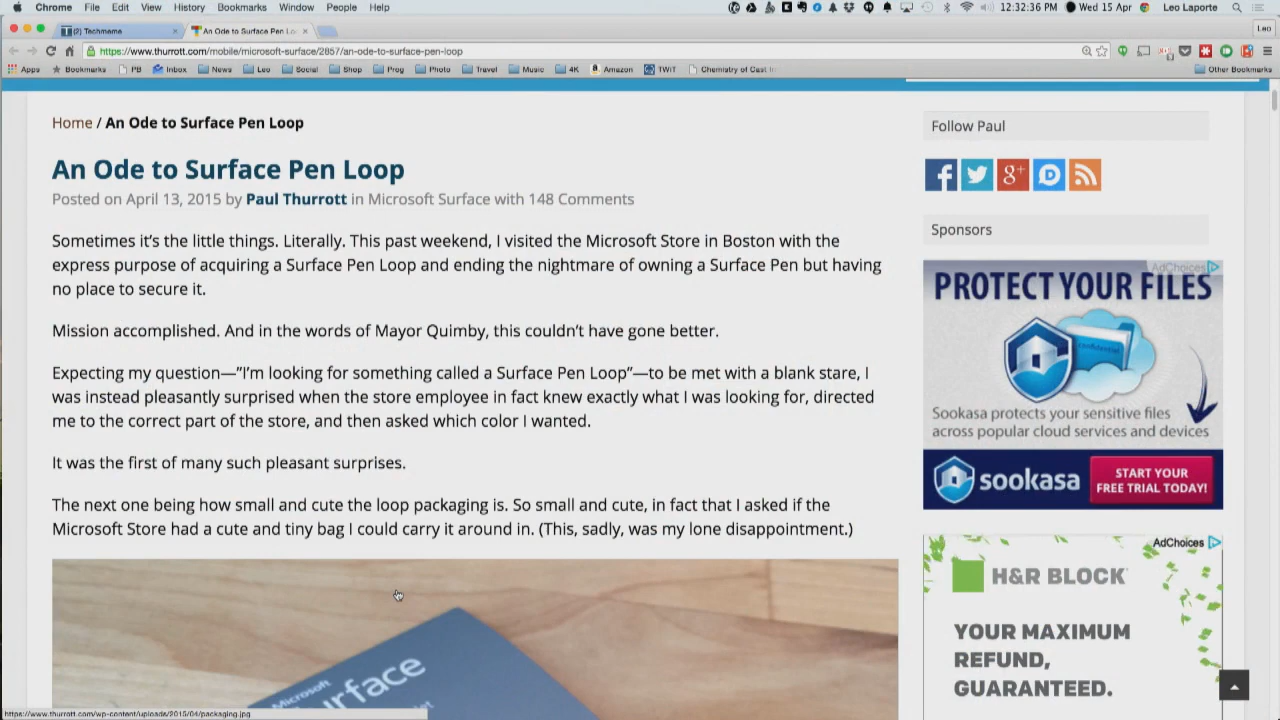 Chrome File Edit View History Bookmarks Window People Help 12:32:36 PM Wed 15 Apr Leo Laporte
(2) Techmeme
An Ode to Surface Pen Lo
Leo
https://www.thurrott.com/mobile/microsoft-surface/2857/an-ode-to-surface-pen-loop
Apps Bookmarks PB Inbox News Leo Social Shop Prog Photo Travel Music 4K Amazon TWiT Chemistry of Cast Ir Other Bookmarks
Home / An Ode to Surface Pen Loop
An Ode to Surface Pen Loop
Posted on April 13, 2015 by Paul Thurrott in Microsoft Surface with 148 Comments
Sometimes it's the little things. Literally. This past weekend, I visited the Microsoft Store in Boston with the
express purpose of acquiring a Surface Pen Loop and ending the nightmare of owning a Surface Pen but having
no place to secure it.
Mission accomplished. And in the words of Mayor Quimby, this couldn't have gone better.
Expecting my question—"I'm looking for something called a Surface Pen Loop"—to be met with a blank stare, I
was instead pleasantly surprised when the store employee in fact knew exactly what I was looking for, directed
me to the correct part of the store, and then asked which color I wanted.
It was the first of many such pleasant surprises.
The next one being how small and cute the loop packaging is. So small and cute, in fact that I asked if the
Microsoft Store had a cute and tiny bag I could carry it around in. (This, sadly, was my lone disappointment.)
Microsoft
urface
https://www.thurrott.com/wp-content/uploads/2015/04/packaging.jpg
Follow Paul
Sponsors
AdChoices
PROTECT YOUR FILES
confidential
Sookasa protects your sensitive files
across popular cloud services and devices
sookasa
START YOUR
FREE TRIAL TODAY!
AdChoices
H&R BLOCK
YOUR MAXIMUM
REFUND,
GUARANTEED.